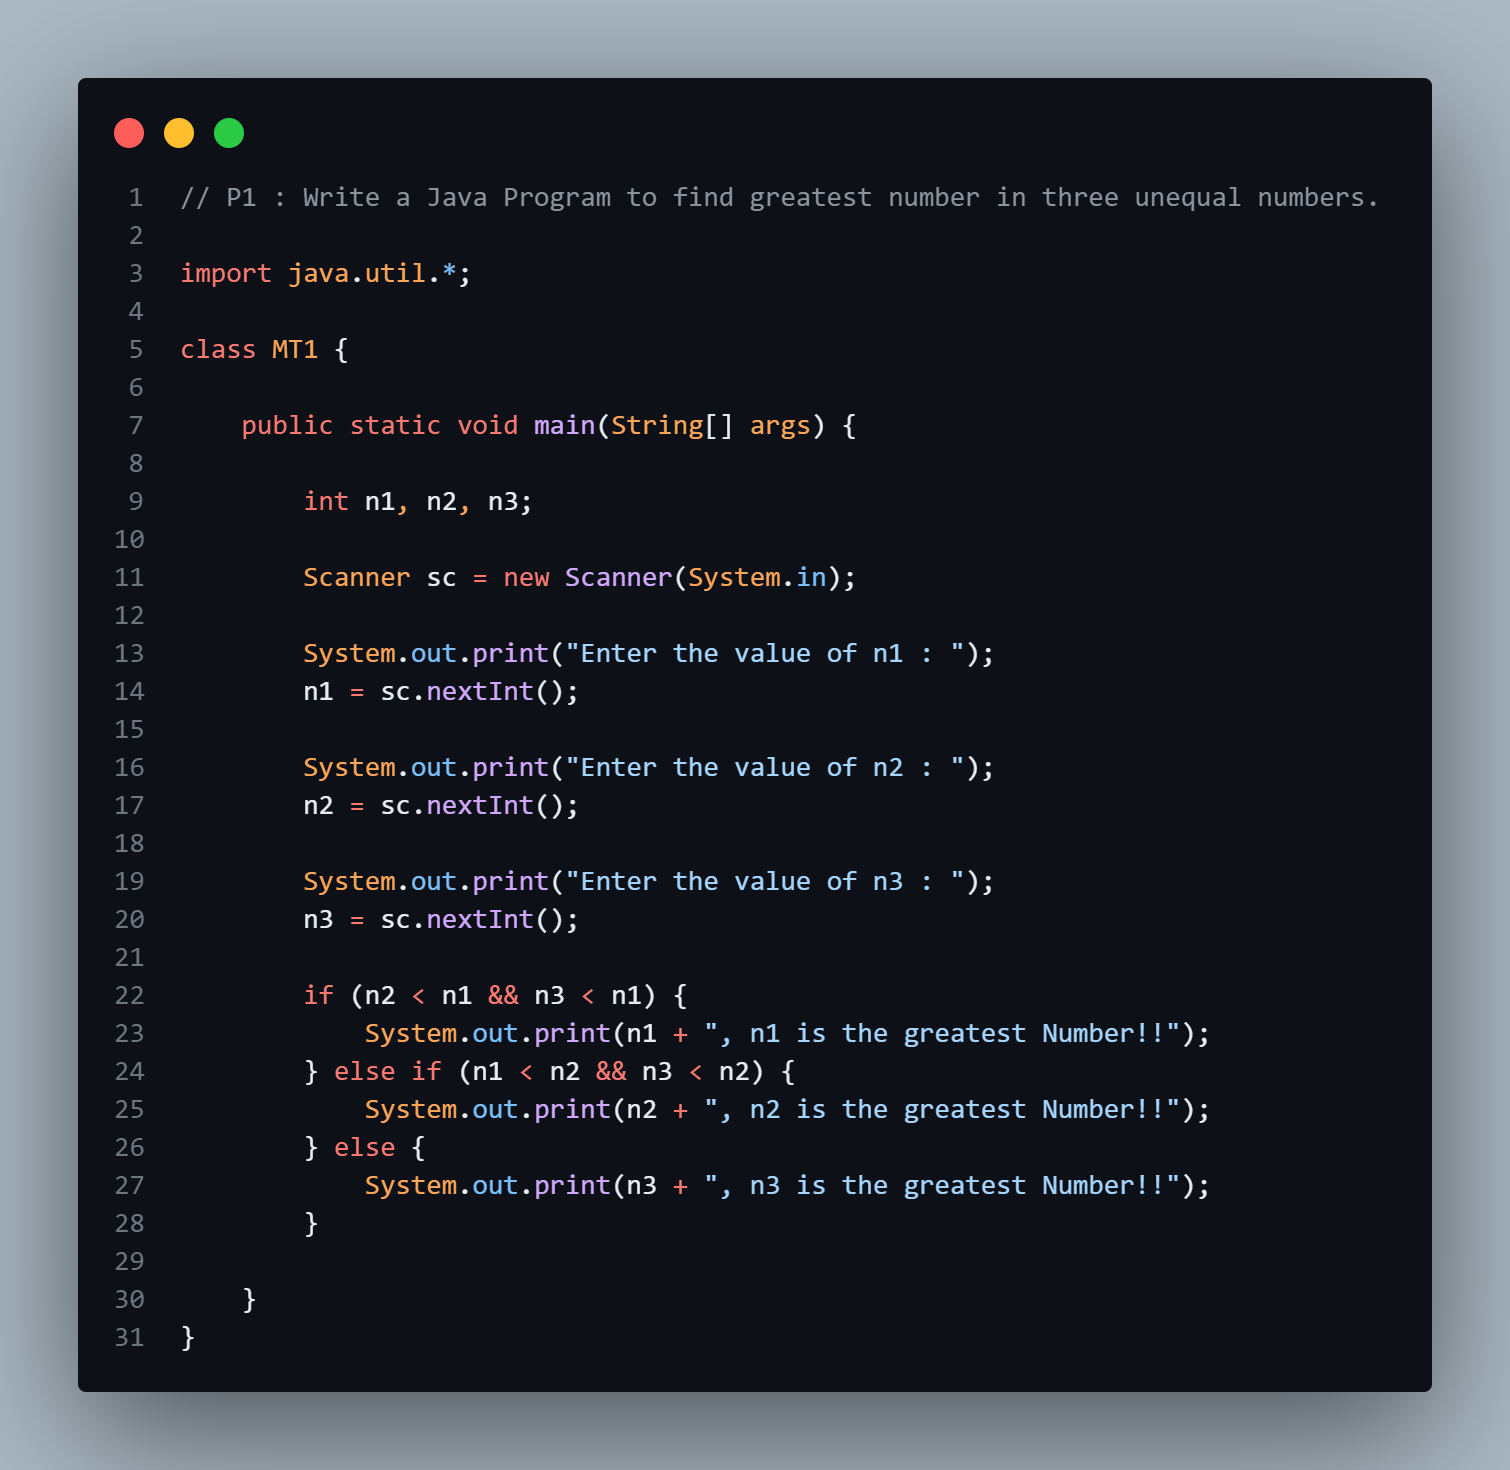 1 // P1 : Write a Java Program to find greatest number in three unequal numbers.
2
3 import java.util.*;
4
5 class MT1 {
6
7     public static void main(String[] args) {
8
9         int n1, n2, n3;
10
11         Scanner sc = new Scanner(System.in);
12
13         System.out.print("Enter the value of n1 : ");
14         n1 = sc.nextInt();
15
16         System.out.print("Enter the value of n2 : ");
17         n2 = sc.nextInt();
18
19         System.out.print("Enter the value of n3 : ");
20         n3 = sc.nextInt();
21
22         if (n2 < n1 && n3 < n1) {
23             System.out.print(n1 + ", n1 is the greatest Number!!");
24         } else if (n1 < n2 && n3 < n2) {
25             System.out.print(n2 + ", n2 is the greatest Number!!");
26         } else {
27             System.out.print(n3 + ", n3 is the greatest Number!!");
28         }
29
30     }
31 }